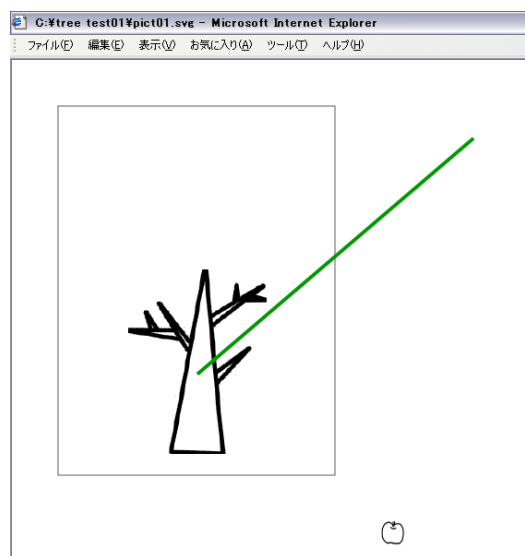 C:¥tree test01¥pict01.svg - Microsoft Internet Explorer
ファイル(F) 編集(E) 表示(V) お気に入り(A) ツール(T) ヘルプ(H)